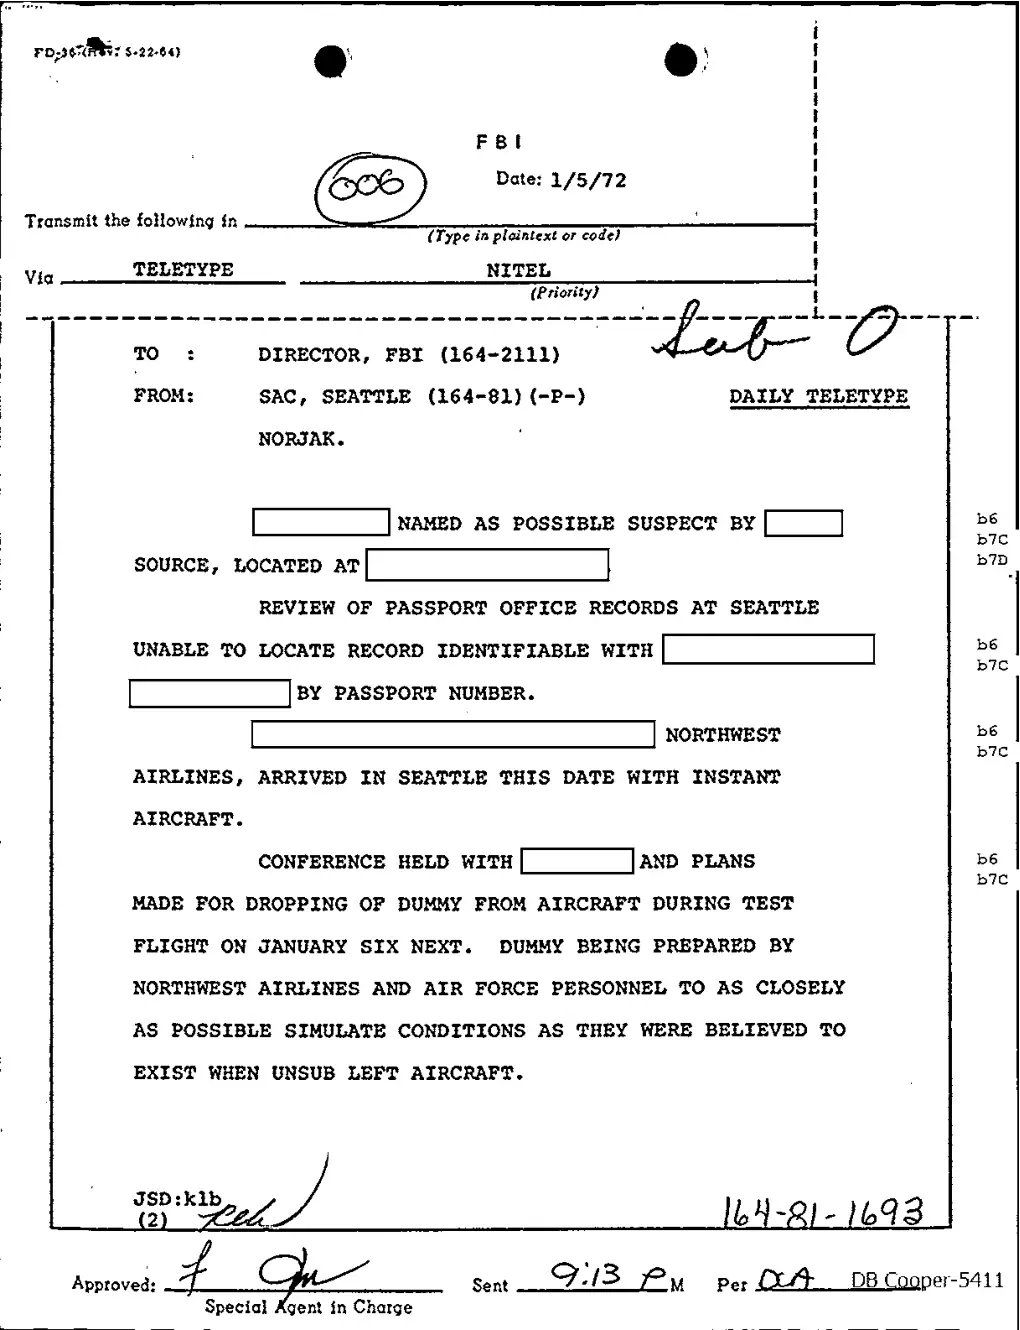 FD-36 (Rev. 5-22-64)
FBI
606
Date: 1/5/72
Transmit the following in
(Type in plaintext or code)
Via TELETYPE NITEL
(Priority)
Sub O
TO : DIRECTOR, FBI (164-2111)
FROM: SAC, SEATTLE (164-81)(-P-) DAILY TELETYPE
NORJAK.
NAMED AS POSSIBLE SUSPECT BY
b6
b7C
b7D
SOURCE, LOCATED AT
REVIEW OF PASSPORT OFFICE RECORDS AT SEATTLE
UNABLE TO LOCATE RECORD IDENTIFIABLE WITH
b6
b7C
BY PASSPORT NUMBER.
NORTHWEST
b6
b7C
AIRLINES, ARRIVED IN SEATTLE THIS DATE WITH INSTANT
AIRCRAFT.
CONFERENCE HELD WITH AND PLANS
b6
b7C
MADE FOR DROPPING OF DUMMY FROM AIRCRAFT DURING TEST
FLIGHT ON JANUARY SIX NEXT. DUMMY BEING PREPARED BY
NORTHWEST AIRLINES AND AIR FORCE PERSONNEL TO AS CLOSELY
AS POSSIBLE SIMULATE CONDITIONS AS THEY WERE BELIEVED TO
EXIST WHEN UNSUB LEFT AIRCRAFT.
JSD:klb
(2)
164-81-1693
Approved: Sent 9:13 P M Per
Special Agent in Charge
DB Cooper-5411